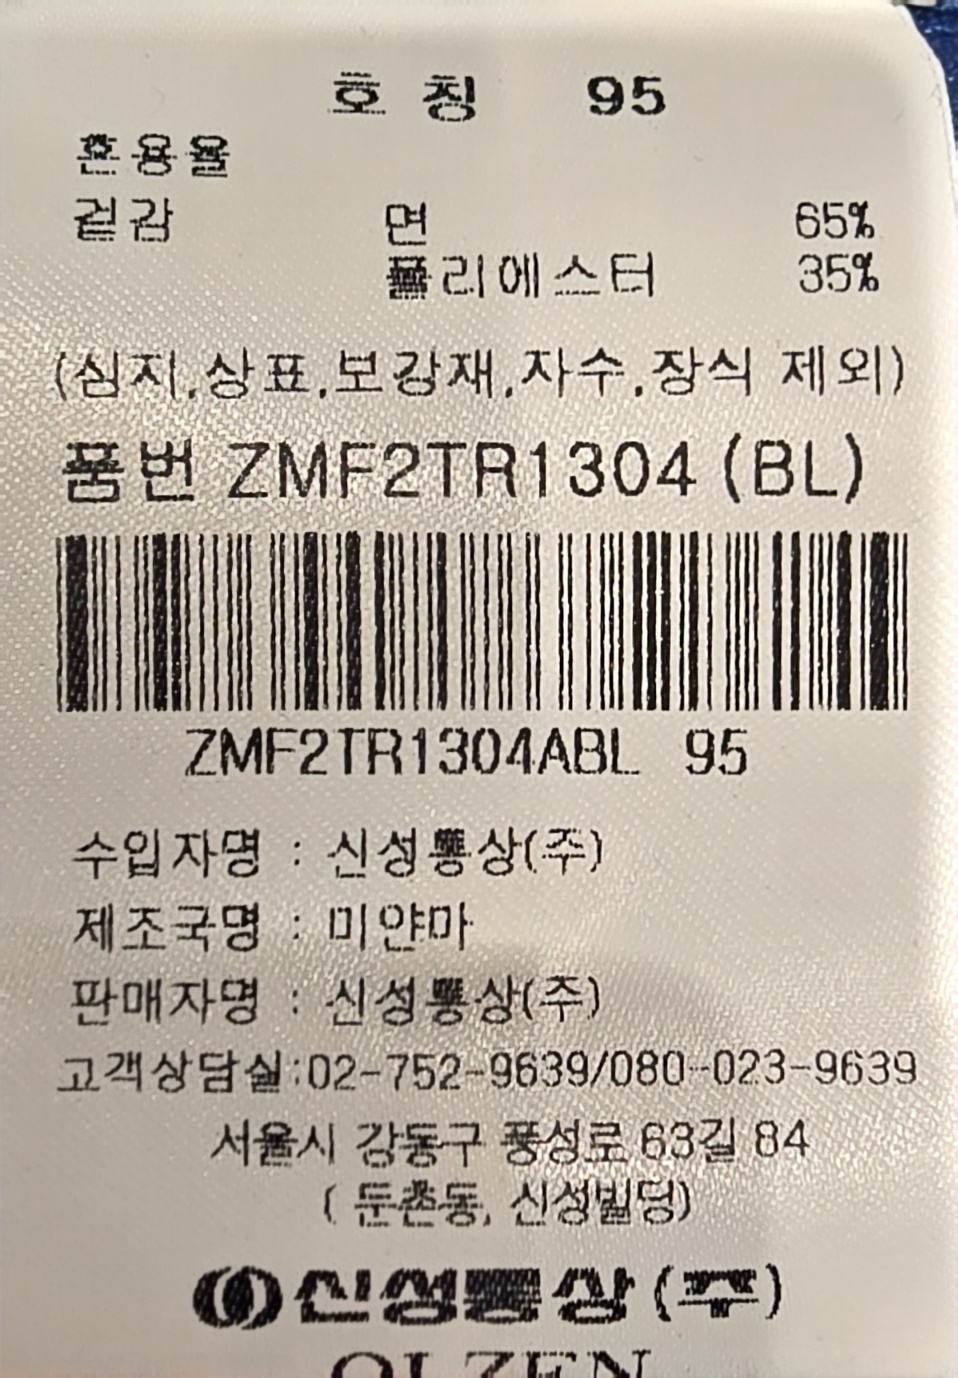 호칭 95
혼용율
겉감 면 65%
폴리에스터 35%
(심지,상표,보강재,자수,장식 제외)
품번 ZMF2TR1304 (BL)
ZMF2TR1304ABL 95
수입자명 : 신성통상(주)
제조국명 : 미얀마
판매자명 : 신성통상(주)
고객상담실:02-752-9639/080-023-9639
서울시 강동구 풍성로 63길 84
( 둔촌동, 신성빌딩)
신성통상(주)
OLZEN